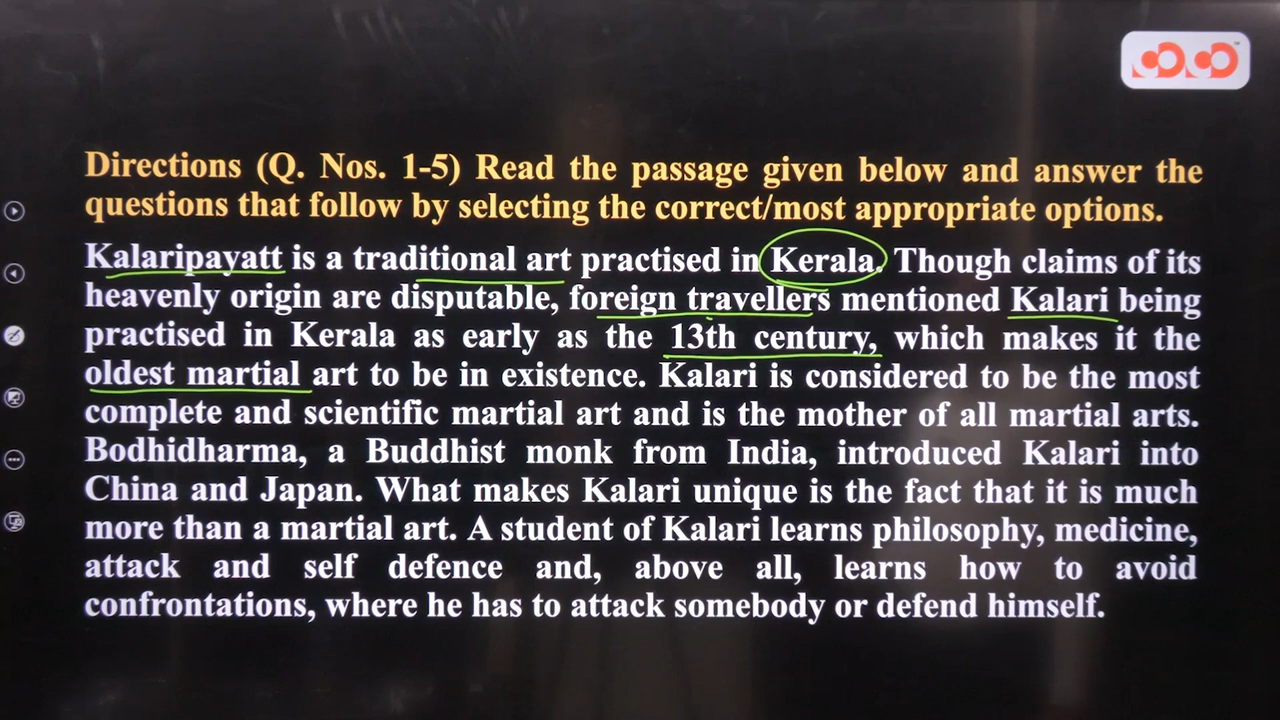 Directions (Q. Nos. 1-5) Read the passage given below and answer the
questions that follow by selecting the correct/most appropriate options.
Kalaripayatt is a traditional art practised in Kerala. Though claims of its
heavenly origin are disputable, foreign travellers mentioned Kalari being
practised in Kerala as early as the 13th century, which makes it the
oldest martial art to be in existence. Kalari is considered to be the most
complete and scientific martial art and is the mother of all martial arts.
Bodhidharma, a Buddhist monk from India, introduced Kalari into
China and Japan. What makes Kalari unique is the fact that it is much
more than a martial art. A student of Kalari learns philosophy, medicine,
attack and self defence and, above all, learns how to avoid
confrontations, where he has to attack somebody or defend himself.